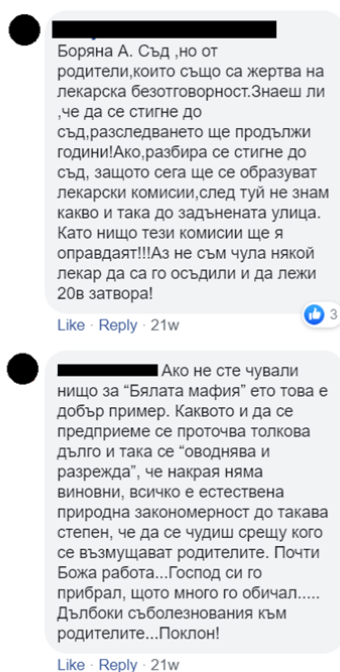 Боряна А. Съд ,но от
родители,които също са жертва на
лекарска безотговорност.Знаеш ли
,че да се стигне до
съд,разследването ще продължи
години!Ако,разбира се стигне до
съд, защото сега ще се образуват
лекарски комисии,след туй не знам
какво и така до задънената улица.
Като нищо тези комисии ще я
оправдаят!!!Аз не съм чула някой
лекар да са го осъдили и да лежи
20в затвора!
3
Like · Reply · 21w
Ако не сте чували
нищо за “Бялата мафия” ето това е
добър пример. Каквото и да се
предприеме се проточва толкова
дълго и така се “оводнява и
разрежда”, че накрая няма
виновни, всичко е естествена
природна закономерност до такава
степен, че да се чудиш срещу кого
се възмущават родителите. Почти
Божа работа...Господ си го
прибрал, щото много го обичал.....
Дълбоки съболезнования към
родителите...Поклон!
Like · Reply · 21w